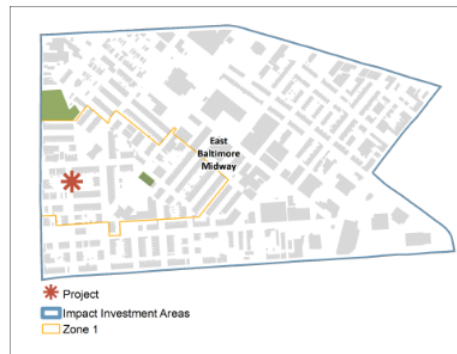 East
Baltimore
Midway
Project
Impact Investment Areas
Zone 1